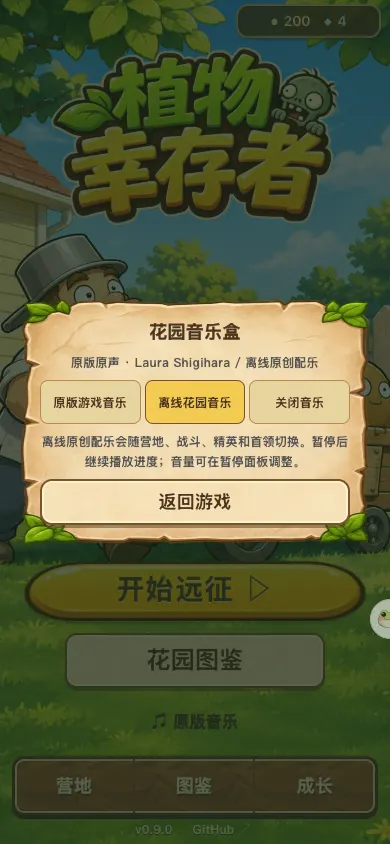 200 4
植物
幸存者
花园音乐盒
原版原声 · Laura Shigihara / 离线原创配乐
原版游戏音乐 离线花园音乐 关闭音乐
离线原创配乐会随营地、战斗、精英和首领切换。暂停后
继续播放进度；音量可在暂停面板调整。
返回游戏
开始远征 ▷
花园图鉴
♫ 原版音乐
营地 图鉴 成长
v0.9.0 GitHub ↗